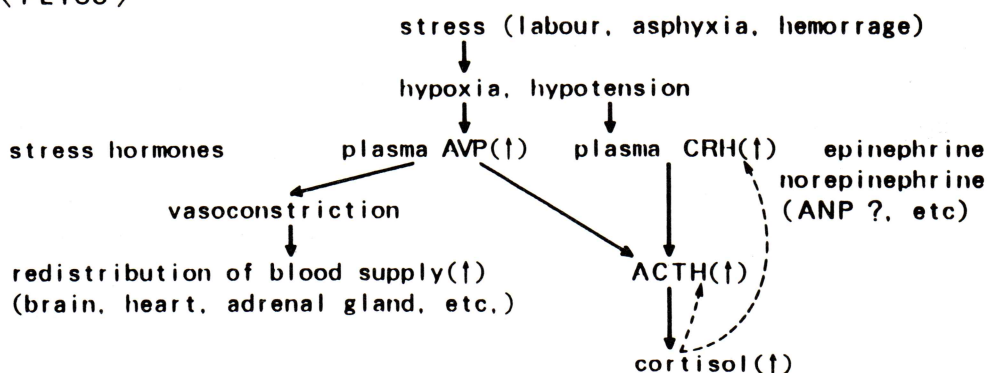 stress (labour, asphyxia, hemorrage)
hypoxia, hypotension
stress hormones plasma AVP(↑) plasma CRH(↑) epinephrine
norepinephrine
vasoconstriction (ANP ?, etc)
redistribution of blood supply(↑) ACTH(↑)
(brain, heart, adrenal gland, etc,)
cortisol(↑)